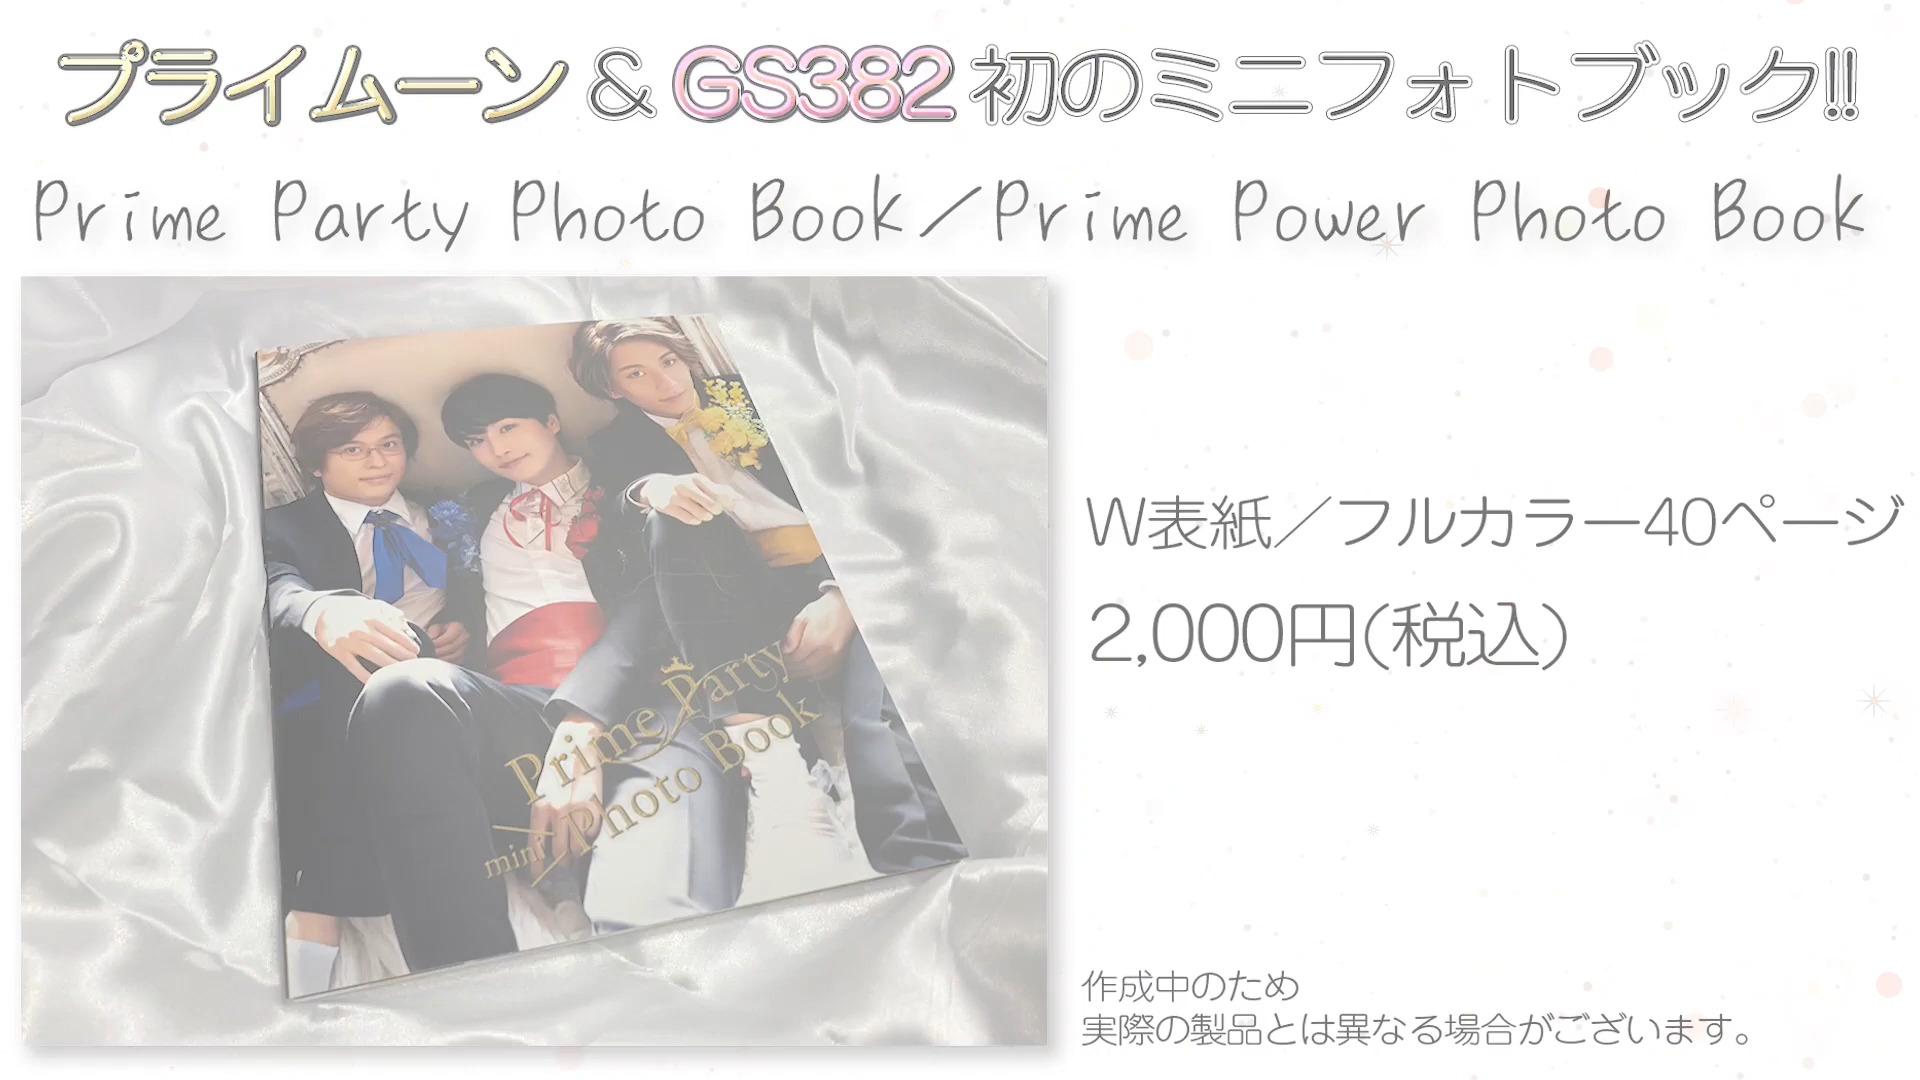 プライムーン & GS382 初のミニフォトブック!!
Prime Party Photo Book／Prime Power Photo Book
Prime Party
mini Photo Book
W表紙／フルカラー40ページ
2,000円(税込)
作成中のため
実際の製品とは異なる場合がございます。